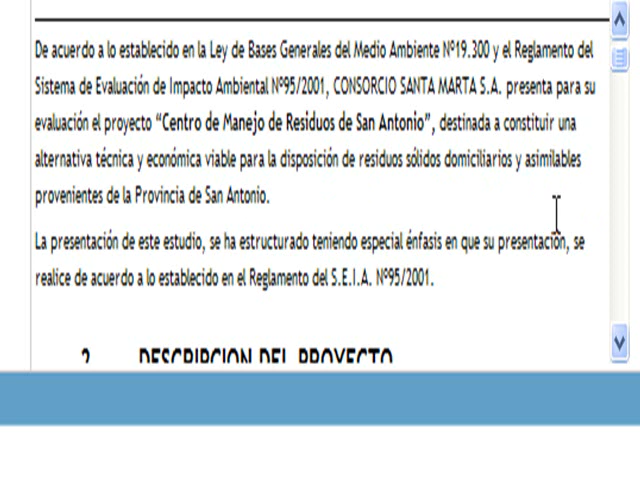 De acuerdo a lo establecido en la Ley de Bases Generales del Medio Ambiente Nº19.300 y el Reglamento del
Sistema de Evaluación de Impacto Ambiental Nº95/2001, CONSORCIO SANTA MARTA S.A. presenta para su
evaluación el proyecto “Centro de Manejo de Residuos de San Antonio”, destinada a constituir una
alternativa técnica y económica viable para la disposición de residuos sólidos domiciliarios y asimilables
provenientes de la Provincia de San Antonio.
La presentación de este estudio, se ha estructurado teniendo especial énfasis en que su presentación, se
realice de acuerdo a lo establecido en el Reglamento del S.E.I.A. Nº95/2001.
2 DESCRIPCION DEL PROYECTO